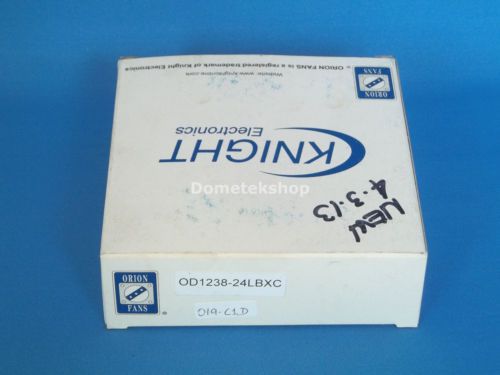 ® ORION FANS is a registered trademark of Knight Electronics
Website: www.knightonline.com
ORION
FANS
KNIGHT
Electronics
Dometekshop
NEW
4.3.13
ORION
FANS
®
OD1238-24LBXC
019-C1D